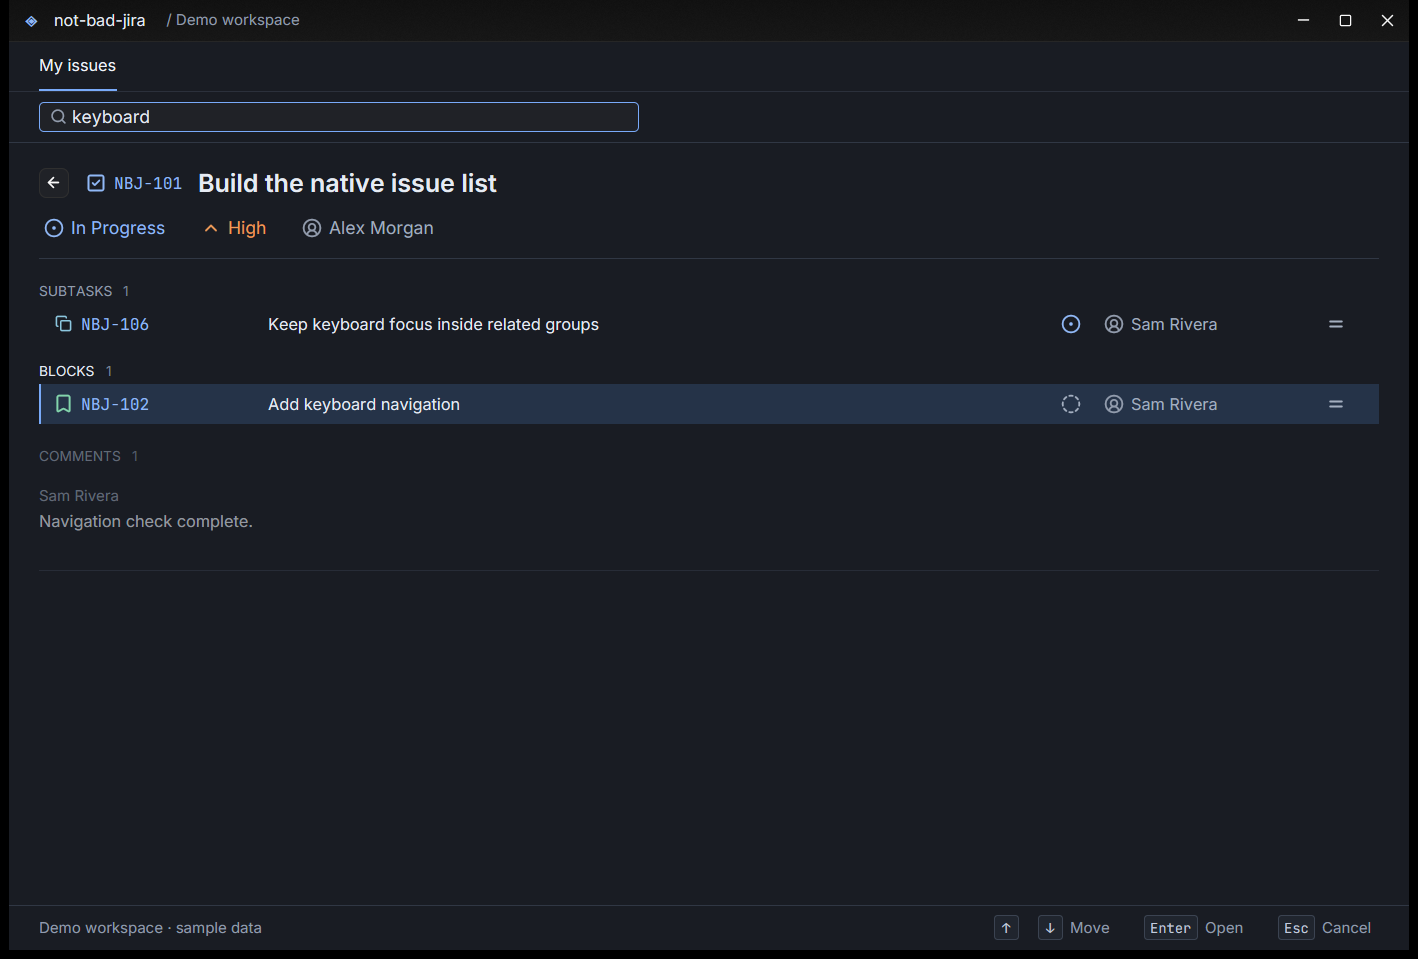 not-bad-jira / Demo workspace
My issues
keyboard
NBJ-101 Build the native issue list
In Progress High Alex Morgan
SUBTASKS 1
NBJ-106 Keep keyboard focus inside related groups Sam Rivera
BLOCKS 1
NBJ-102 Add keyboard navigation Sam Rivera
COMMENTS 1
Sam Rivera
Navigation check complete.
Demo workspace · sample data ↑ ↓ Move Enter Open Esc Cancel